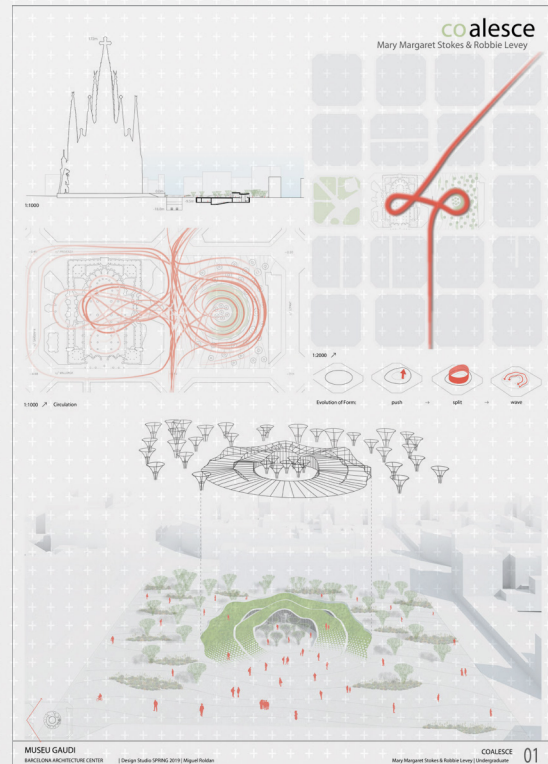 coalesce
Mary Margaret Stokes & Robbie Levey
1:1000
1:2000
Evolution of Form: push split wave
1:1000 Circulation
MUSEU GAUDI
BARCELONA ARCHITECTURE CENTER | Design Studio SPRING 2019 | Miguel Roldan
COALESCE 01
Mary Margaret Stokes & Robbie Levey | Undergraduate